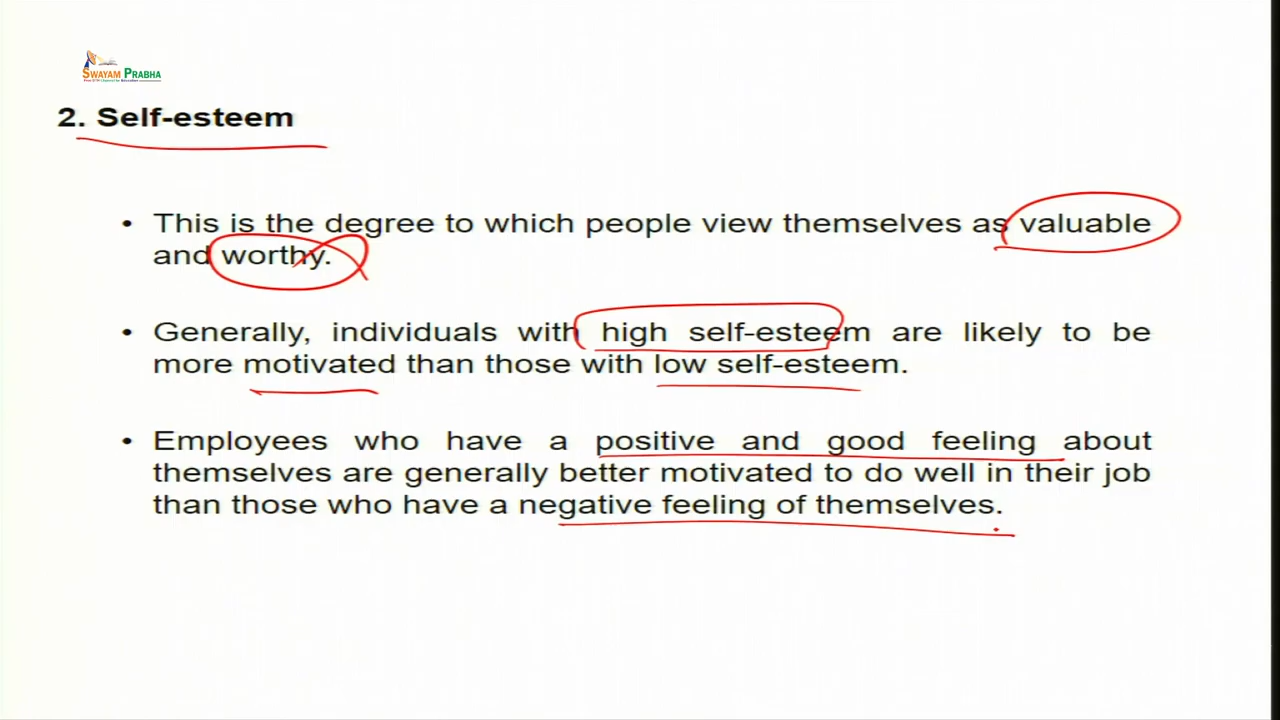 SWAYAM PRABHA
2. Self-esteem
• This is the degree to which people view themselves as valuable
and worthy.
• Generally, individuals with high self-esteem are likely to be
more motivated than those with low self-esteem.
• Employees who have a positive and good feeling about
themselves are generally better motivated to do well in their job
than those who have a negative feeling of themselves.